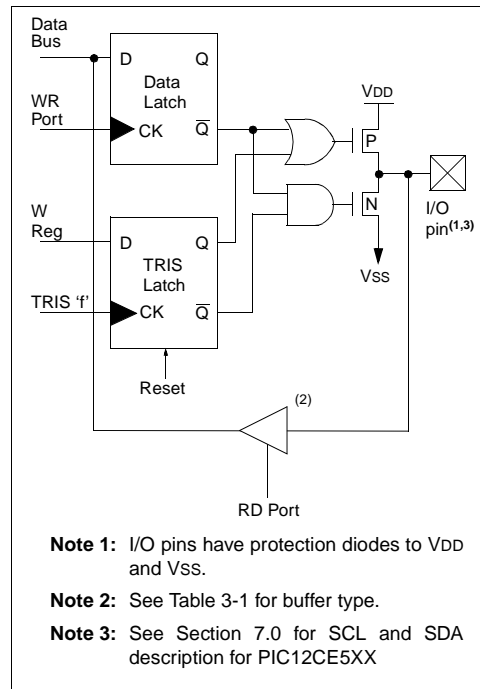 Data
Bus
D
Q
Data
Latch
VDD
WR
Port
CK
Q
P
N
I/O
pin(1,3)
W
Reg
D
Q
TRIS
Latch
VSS
TRIS ‘f’
CK
Q
Reset
(2)
RD Port
Note 1: I/O pins have protection diodes to VDD
and VSS.
Note 2: See Table 3-1 for buffer type.
Note 3: See Section 7.0 for SCL and SDA
description for PIC12CE5XX